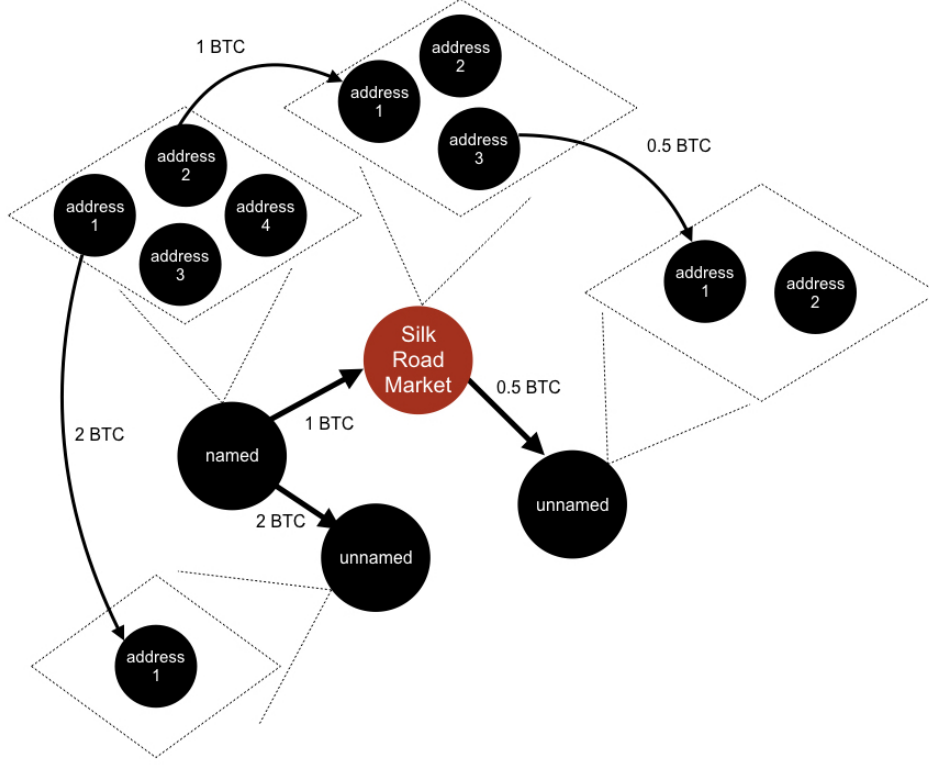 1 BTC
address
2
address
1
address
3
0.5 BTC
address
2
address
1
address
4
address
3
address
1
address
2
Silk
Road
Market
0.5 BTC
1 BTC
2 BTC
named
unnamed
2 BTC
unnamed
address
1